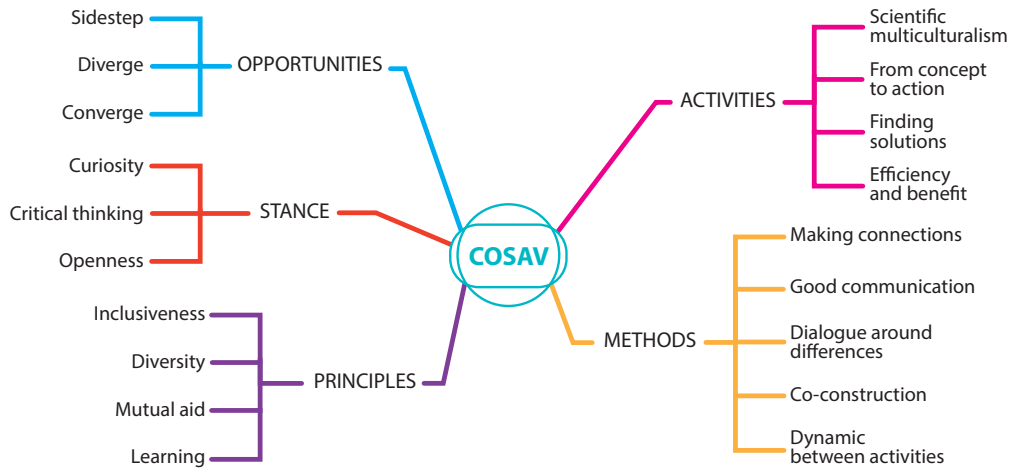 OPPORTUNITIES
Sidestep
Diverge
Converge
STANCE
Curiosity
Critical thinking
Openness
PRINCIPLES
Inclusiveness
Diversity
Mutual aid
Learning
COSAV
ACTIVITIES
Scientific
multiculturalism
From concept
to action
Finding
solutions
Efficiency
and benefit
METHODS
Making connections
Good communication
Dialogue around
differences
Co-construction
Dynamic
between activities